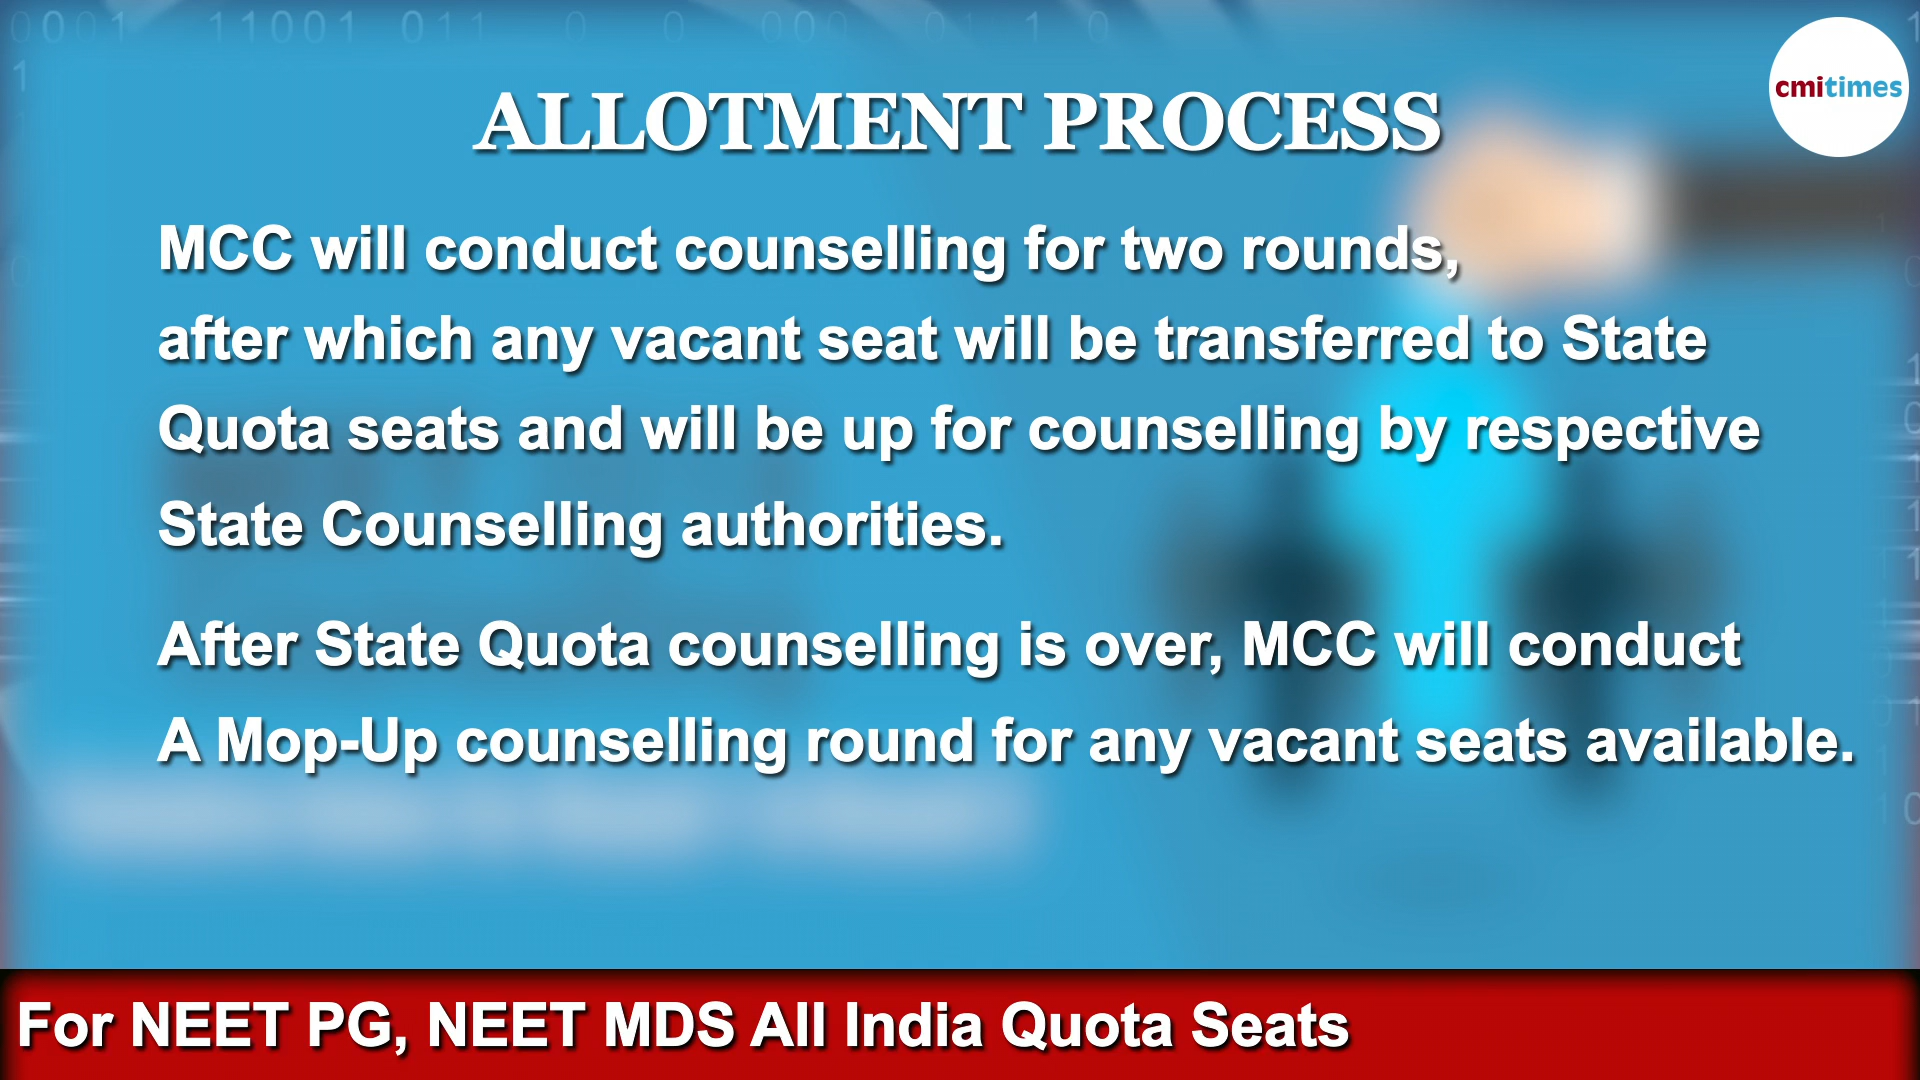 cmitimes
ALLOTMENT PROCESS
MCC will conduct counselling for two rounds,
after which any vacant seat will be transferred to State
Quota seats and will be up for counselling by respective
State Counselling authorities.
After State Quota counselling is over, MCC will conduct
A Mop-Up counselling round for any vacant seats available.
For NEET PG, NEET MDS All India Quota Seats